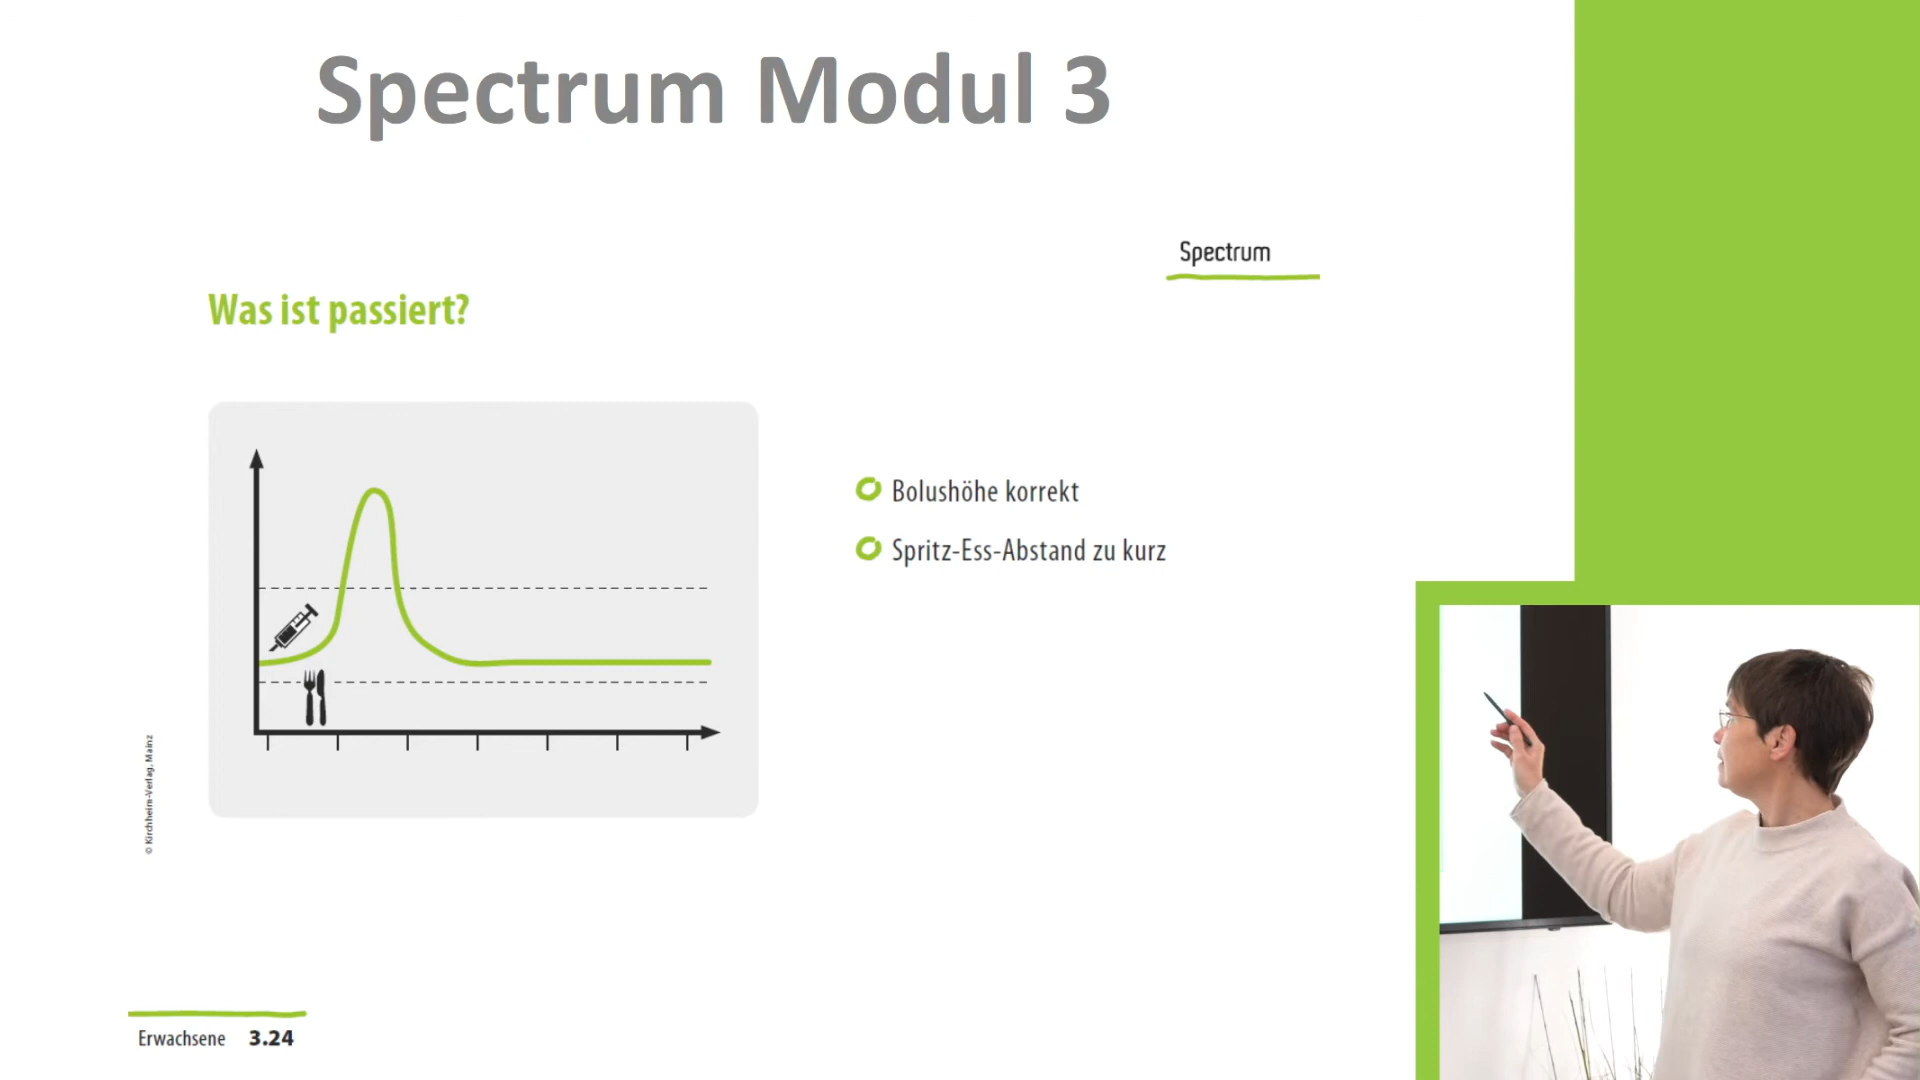 Spectrum Modul 3
Spectrum
Was ist passiert?
Bolushöhe korrekt
Spritz-Ess-Abstand zu kurz
© Kirchheim-Verlag, Mainz
Erwachsene 3.24